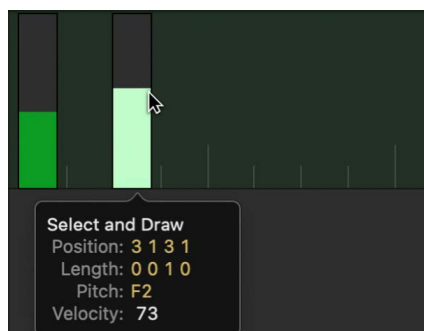 Select and Draw
Position: 3 1 3 1
Length: 0 0 1 0
Pitch: F2
Velocity: 73